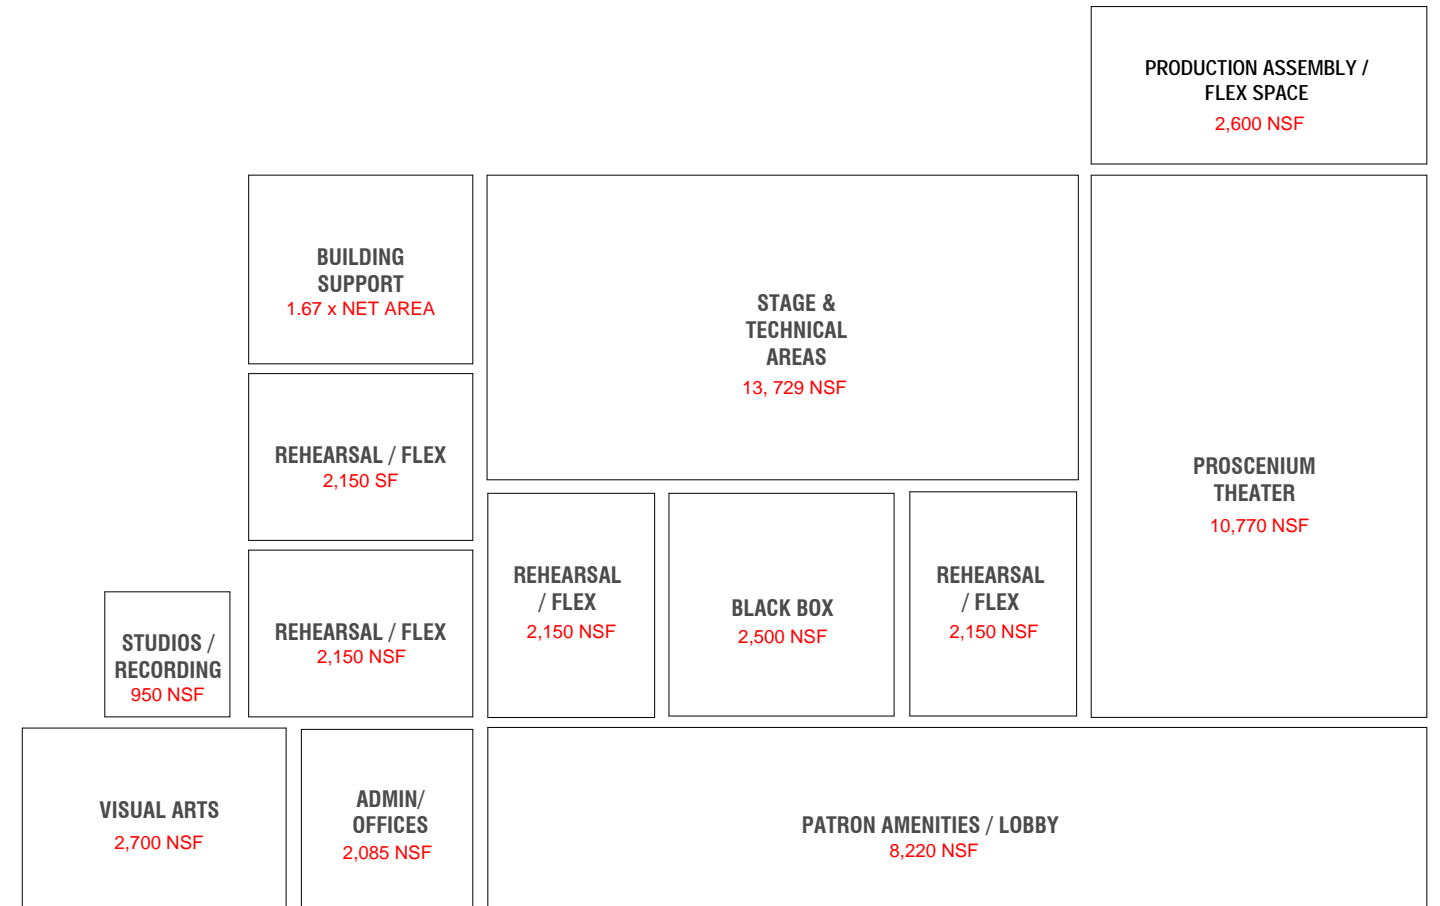 PRODUCTION ASSEMBLY /
FLEX SPACE
2,600 NSF
BUILDING
SUPPORT
1.67 x NET AREA
STAGE &
TECHNICAL
AREAS
13, 729 NSF
REHEARSAL / FLEX
2,150 SF
PROSCENIUM
THEATER
10,770 NSF
REHEARSAL
/ FLEX
2,150 NSF
BLACK BOX
2,500 NSF
REHEARSAL
/ FLEX
2,150 NSF
STUDIOS /
RECORDING
950 NSF
REHEARSAL / FLEX
2,150 NSF
VISUAL ARTS
2,700 NSF
ADMIN/
OFFICES
2,085 NSF
PATRON AMENITIES / LOBBY
8,220 NSF